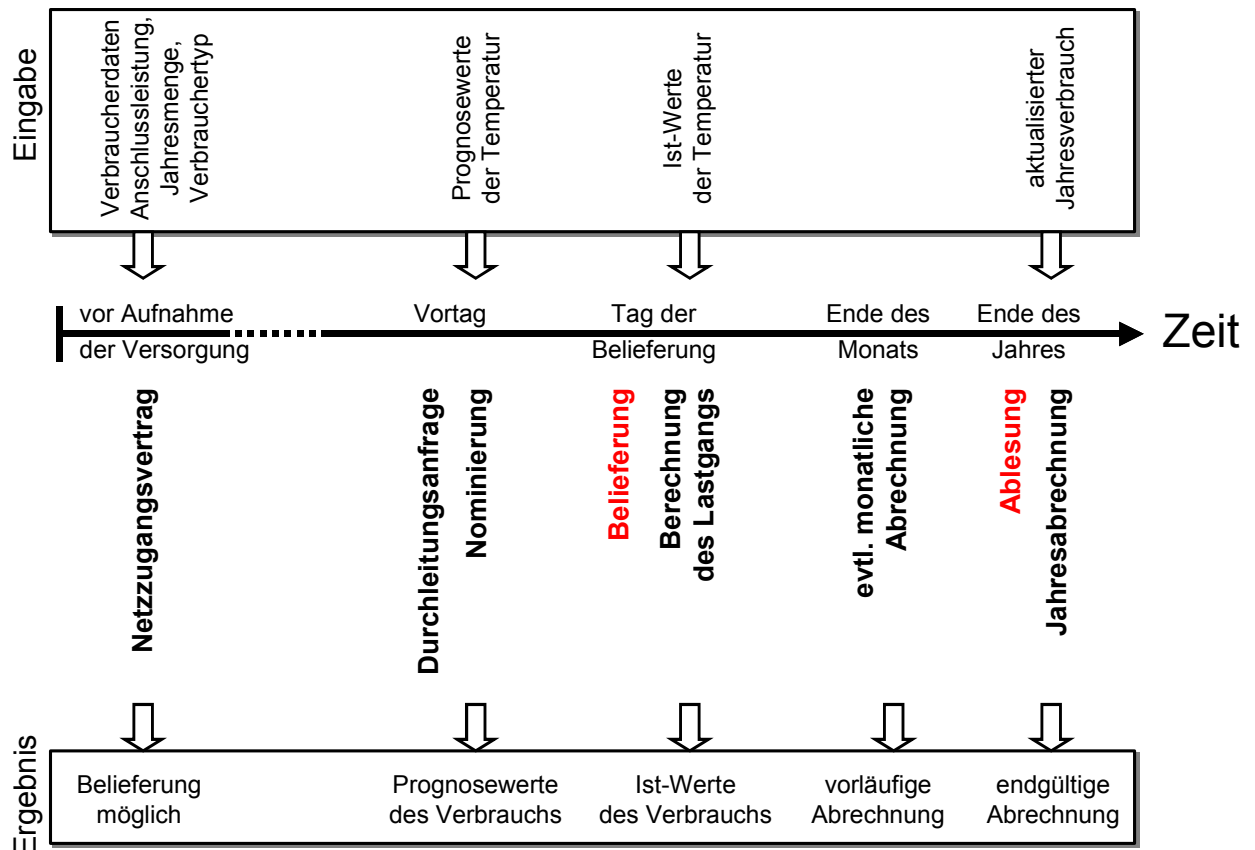 Eingabe
Verbraucherdaten
Anschlussleistung,
Jahresmenge,
Verbrauchertyp
Prognosewerte
der Temperatur
Ist-Werte
der Temperatur
aktualisierter
Jahresverbrauch
vor Aufnahme
der Versorgung
Vortag
Tag der
Belieferung
Ende des
Monats
Ende des
Jahres
Zeit
Netzzugangsvertrag
Durchleitungsanfrage
Nominierung
Belieferung
Berechnung
des Lastgangs
evtl. monatliche
Abrechnung
Ablesung
Jahresabrechnung
Ergebnis
Belieferung
möglich
Prognosewerte
des Verbrauchs
Ist-Werte
des Verbrauchs
vorläufige
Abrechnung
endgültige
Abrechnung